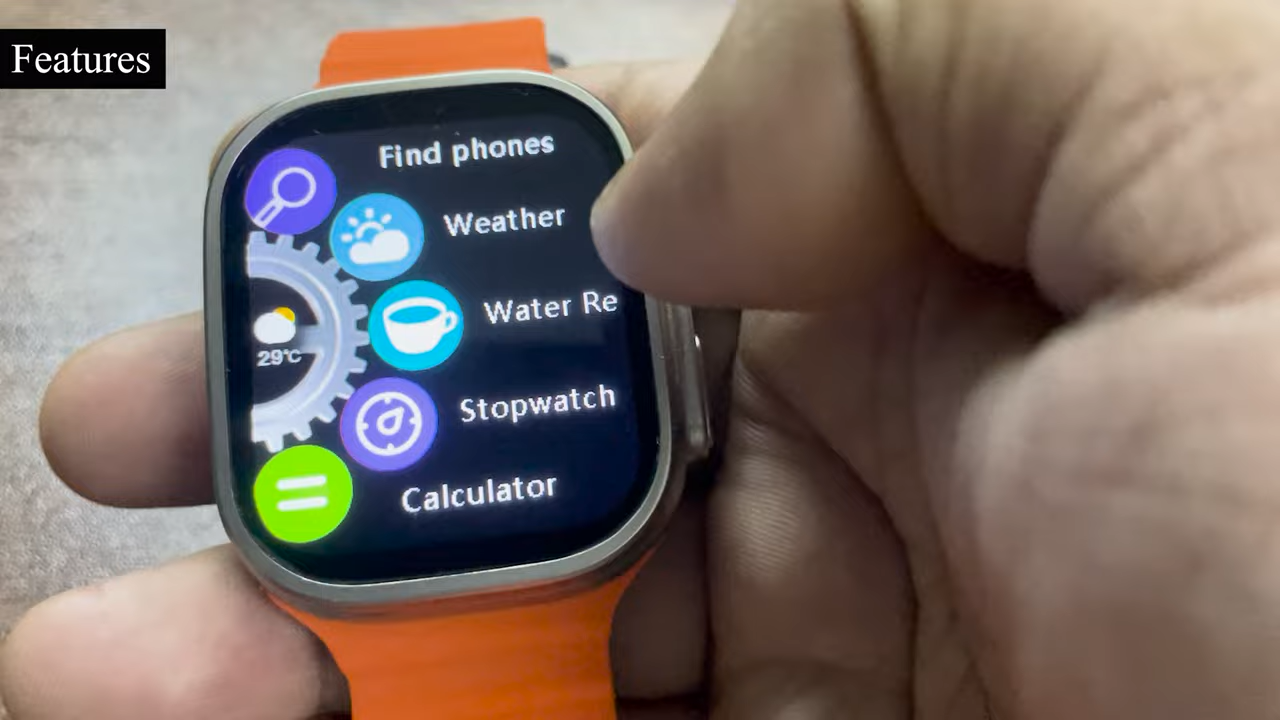 Features
Find phones
Weather
Water Re
29℃
Stopwatch
Calculator